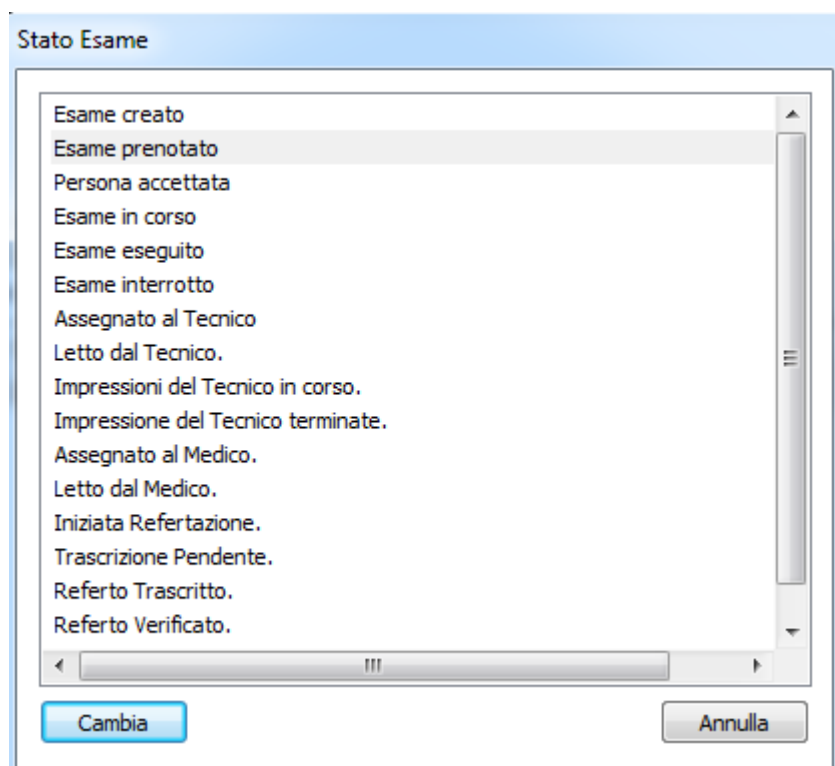 Stato Esame
Esame creato
Esame prenotato
Persona accettata
Esame in corso
Esame eseguito
Esame interrotto
Assegnato al Tecnico
Letto dal Tecnico.
Impressioni del Tecnico in corso.
Impressione del Tecnico terminate.
Assegnato al Medico.
Letto dal Medico.
Iniziata Refertazione.
Trascrizione Pendente.
Referto Trascritto.
Referto Verificato.
Cambia
Annulla